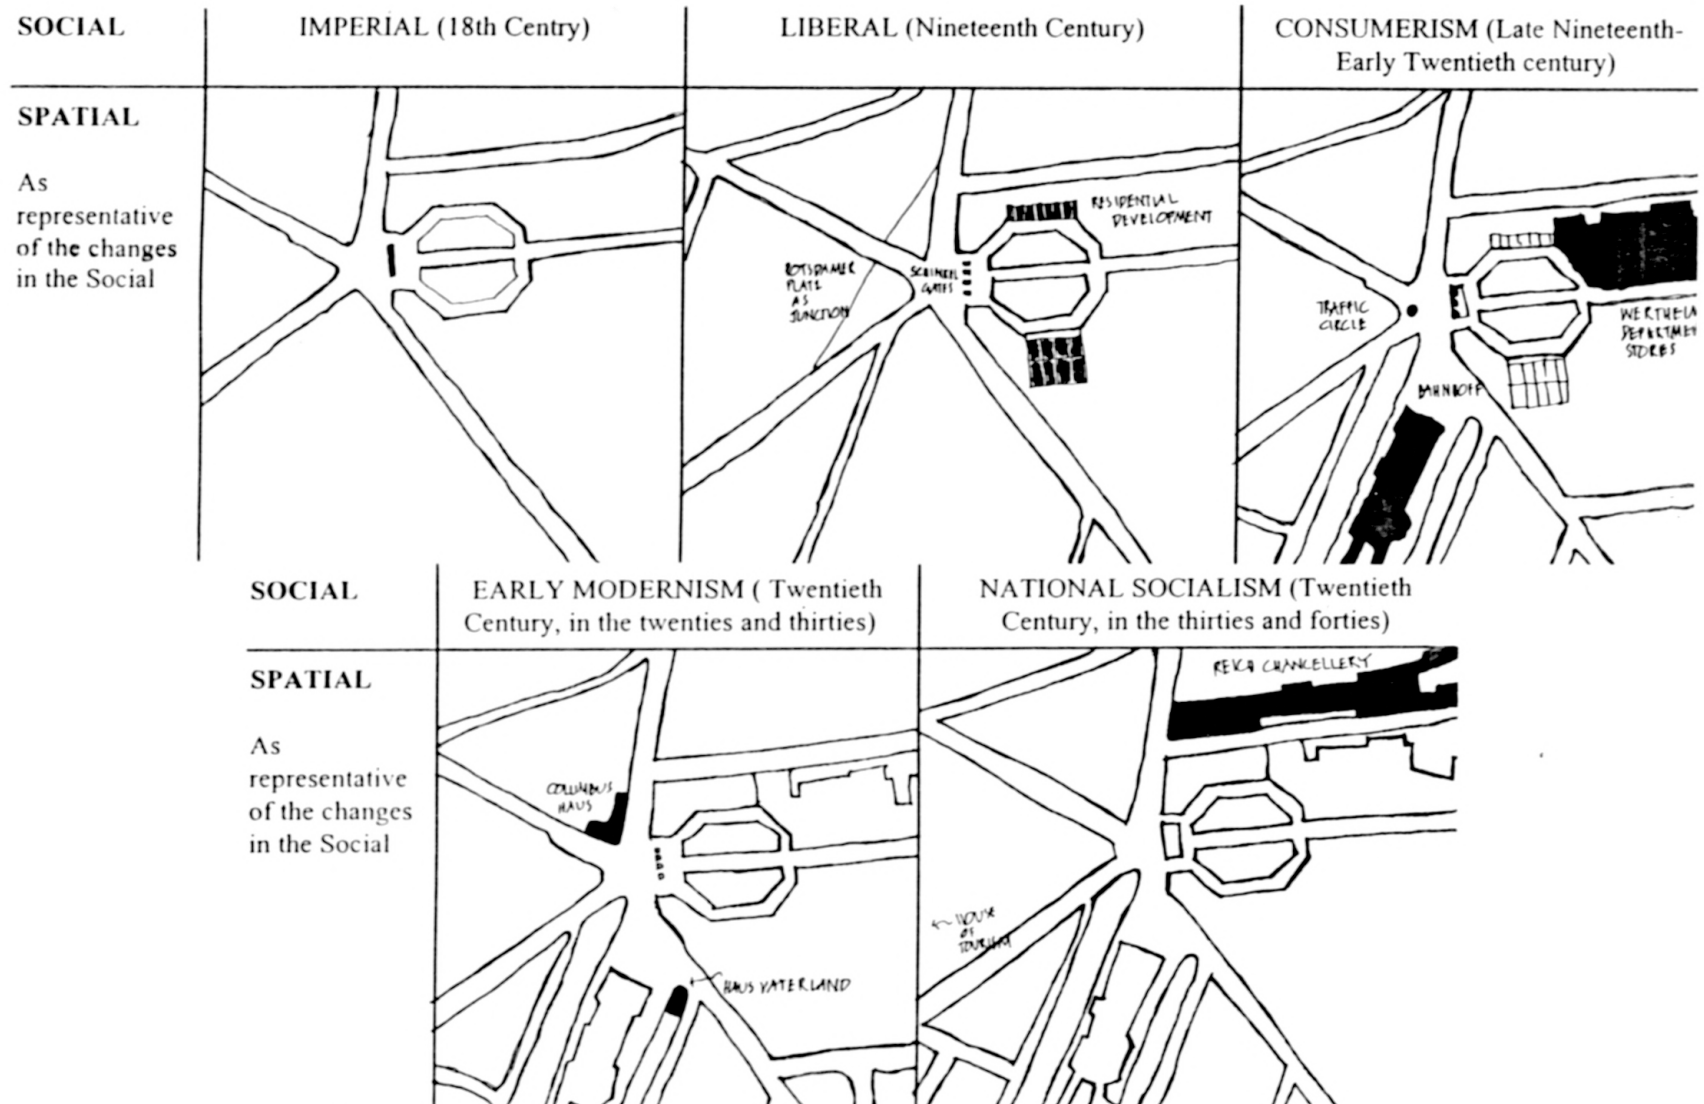 SOCIAL
IMPERIAL (18th Centry)
LIBERAL (Nineteenth Century)
CONSUMERISM (Late Nineteenth-
Early Twentieth century)
SPATIAL
As
representative
of the changes
in the Social
RESIDENTIAL
DEVELOPMENT
POTSDAMER
PLATZ
AS
JUNCTION
SCHINKEL
GATES
TRAFFIC
CIRCLE
BAHNHOFF
DEPARTMEN
STORES
SOCIAL
EARLY MODERNISM ( Twentieth
Century, in the twenties and thirties)
NATIONAL SOCIALISM (Twentieth
Century, in the thirties and forties)
SPATIAL
As
representative
of the changes
in the Social
COLUMBUS
HAUS
HAUS VATERLAND
REICH CHANCELLERY
HOUSE
OF
TOURISM